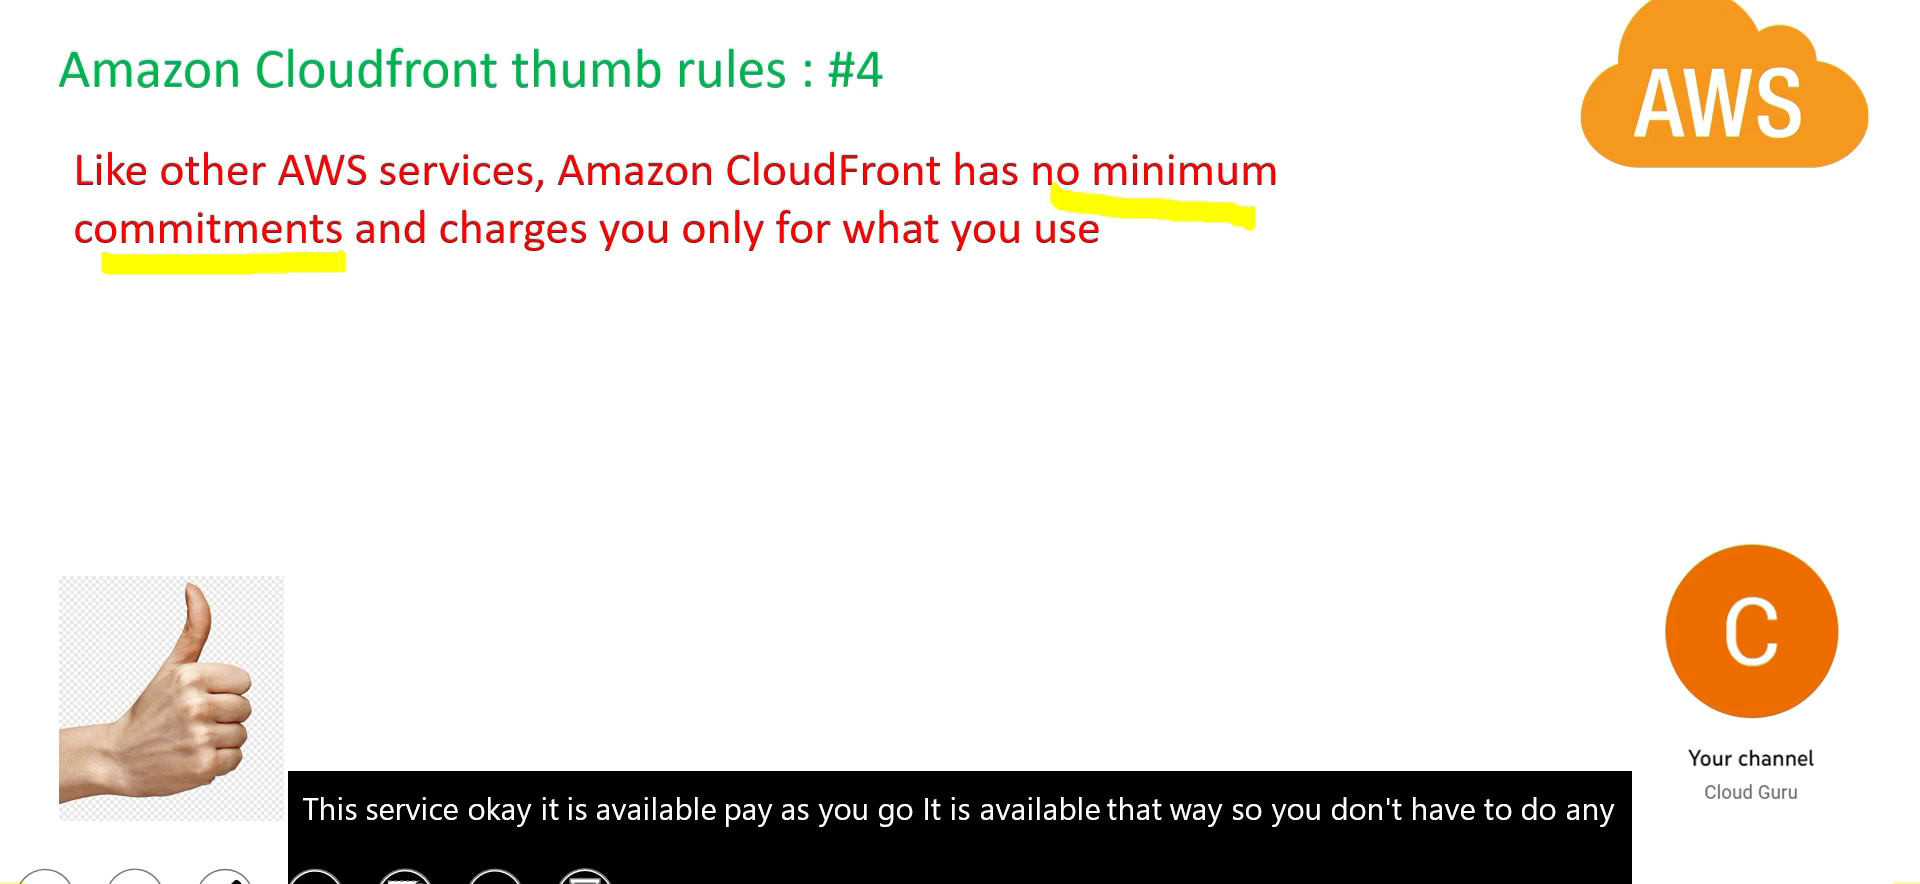 Amazon Cloudfront thumb rules : #4
AWS
Like other AWS services, Amazon CloudFront has no minimum
commitments and charges you only for what you use
C
Your channel
Cloud Guru
This service okay it is available pay as you go It is available that way so you don't have to do any